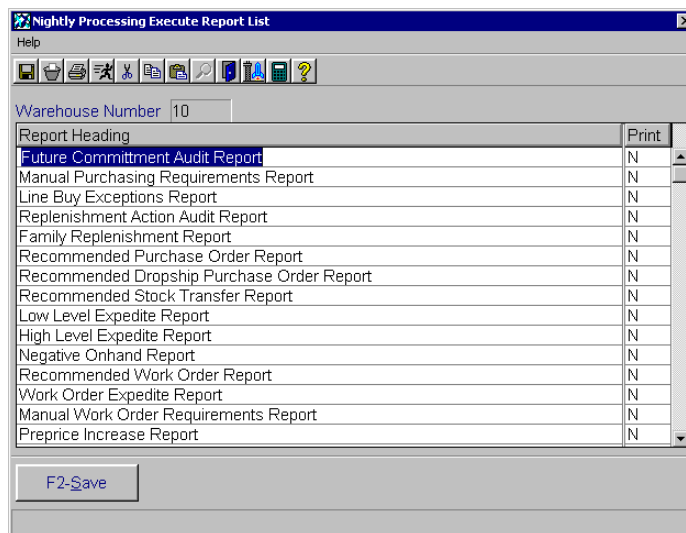 Nightly Processing Execute Report List
Help
Warehouse Number 10
Report Heading Print
Future Committment Audit Report N
Manual Purchasing Requirements Report N
Line Buy Exceptions Report N
Replenishment Action Audit Report N
Family Replenishment Report N
Recommended Purchase Order Report N
Recommended Dropship Purchase Order Report N
Recommended Stock Transfer Report N
Low Level Expedite Report N
High Level Expedite Report N
Negative Onhand Report N
Recommended Work Order Report N
Work Order Expedite Report N
Manual Work Order Requirements Report N
Preprice Increase Report N
F2-Save